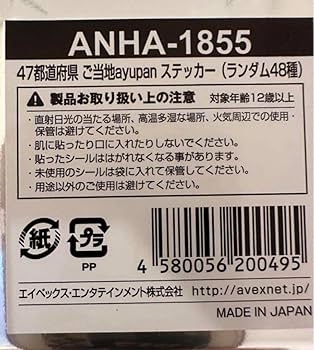 ANHA-1855
47都道府県 ご当地ayupan ステッカー（ランダム48種）
製品お取り扱い上の注意 対象年齢12歳以上
・直射日光の当たる場所、高温多湿な場所、火気周辺での使用・
保管は避けてください。
・肌に貼ったり口に入れたりしないでください。
・貼ったシールははがれなくなる事があります。
・未使用のシールは袋に入れて保管してください。
・用途以外のご使用は避けてください。
紙
プラ
PP
4 580056 200495
エイベックス・エンタテインメント株式会社 http://avexnet.jp/
MADE IN JAPAN